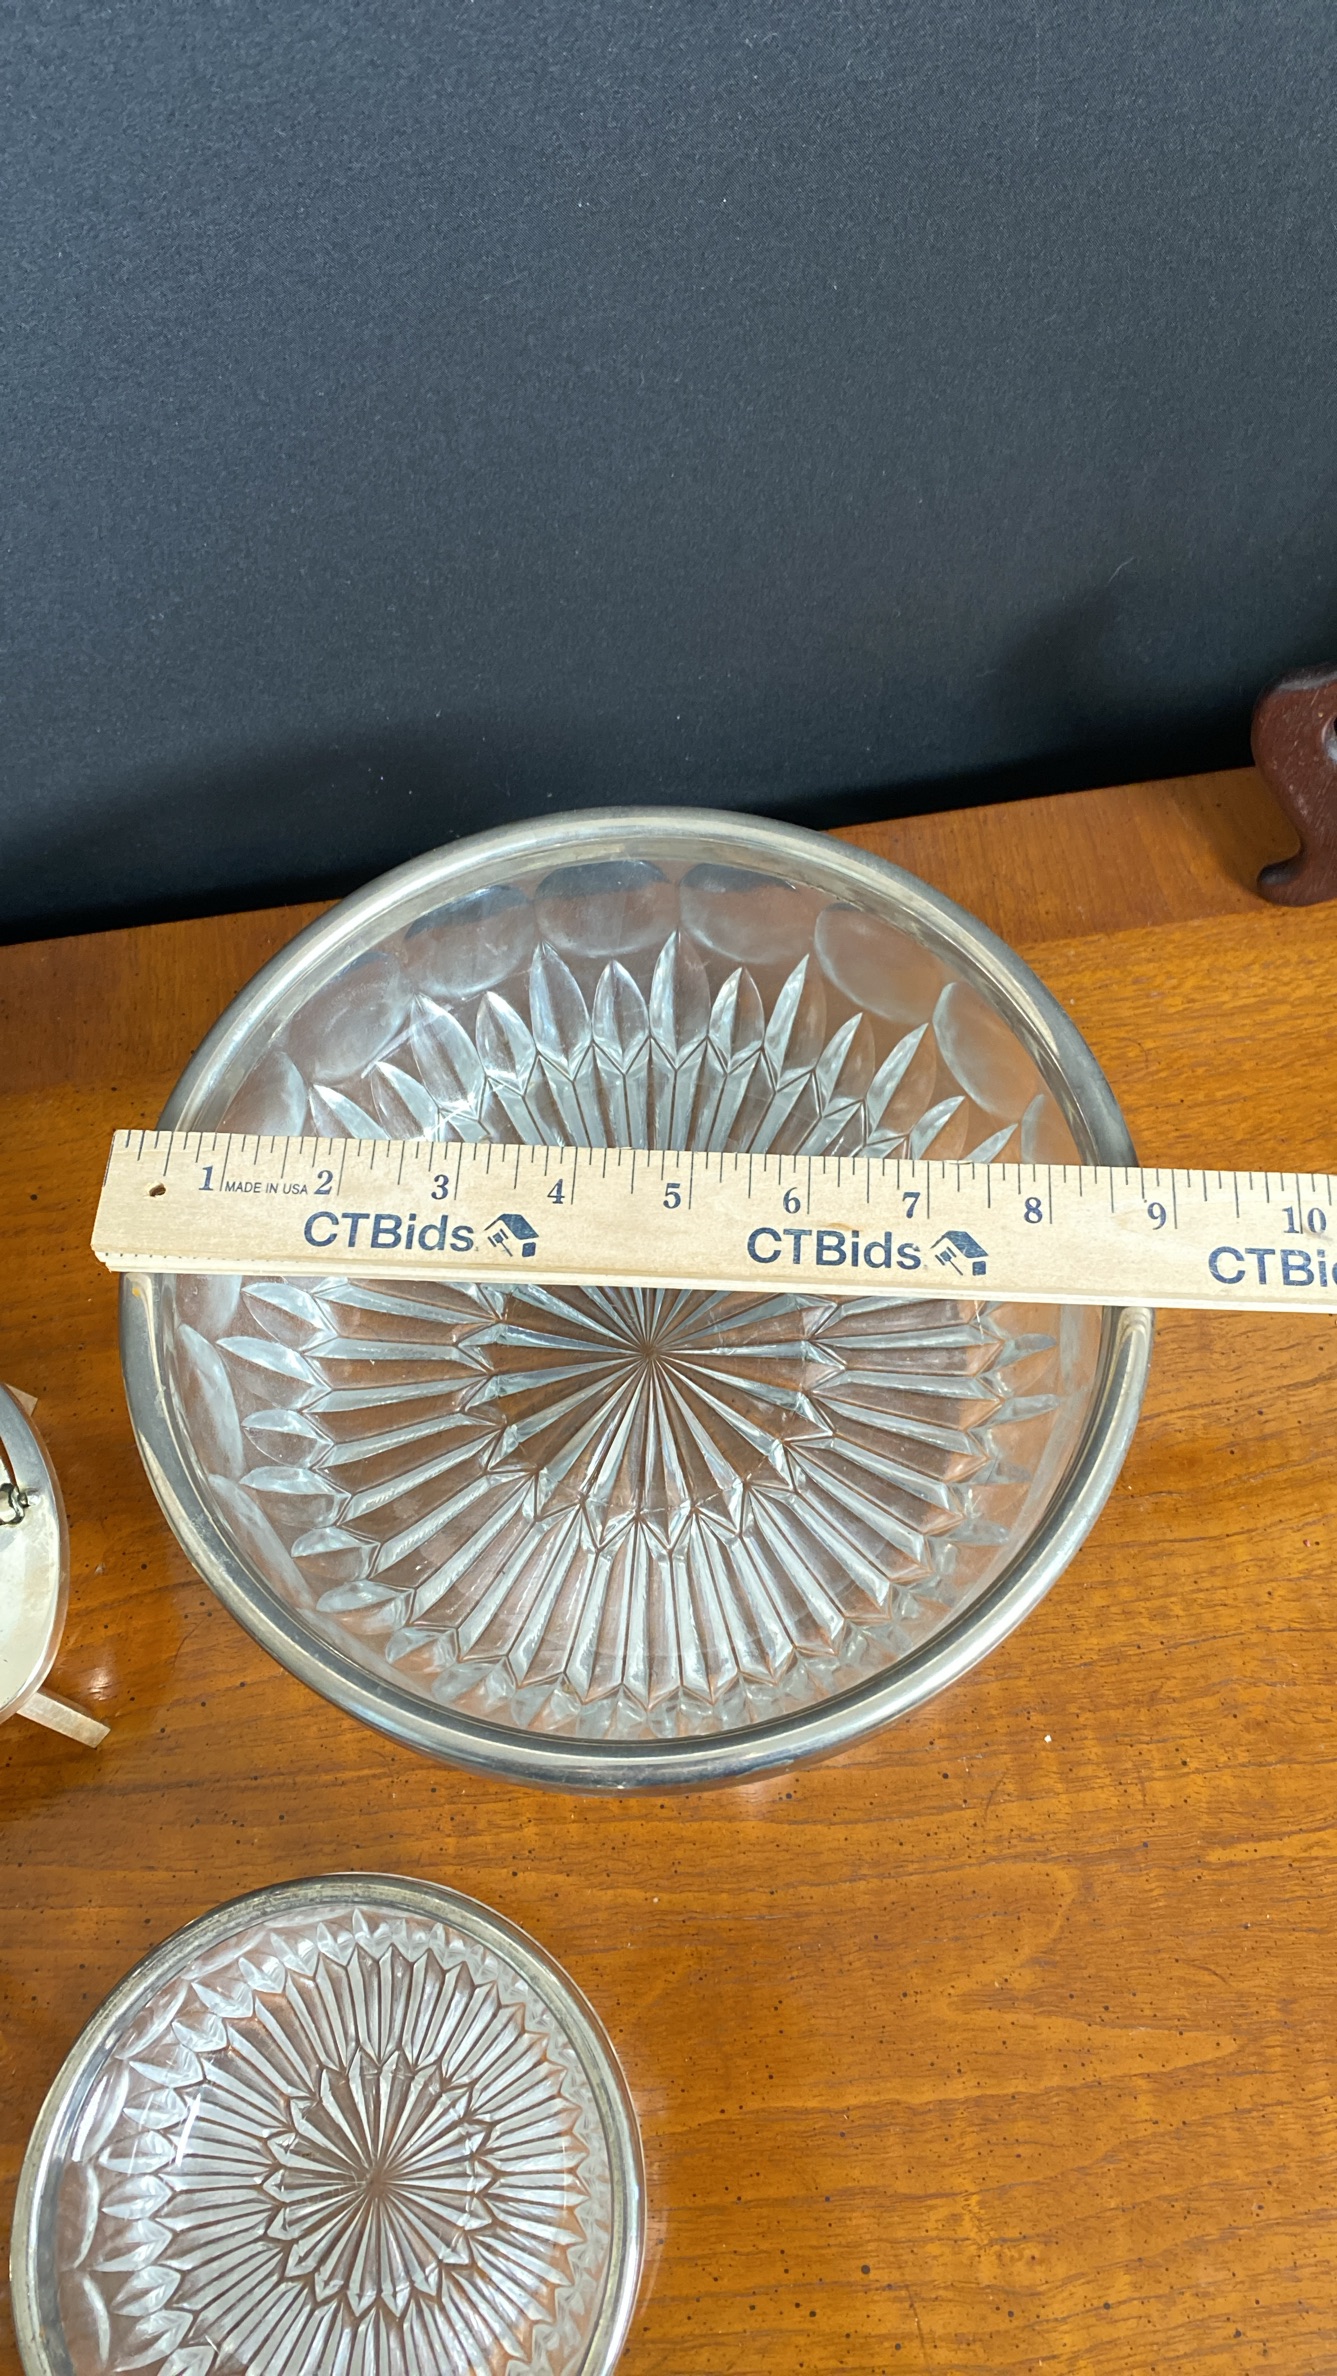 1 MADE IN USA 2 3 4 5 6 7 8 9 10
CTBids CTBids CTBi